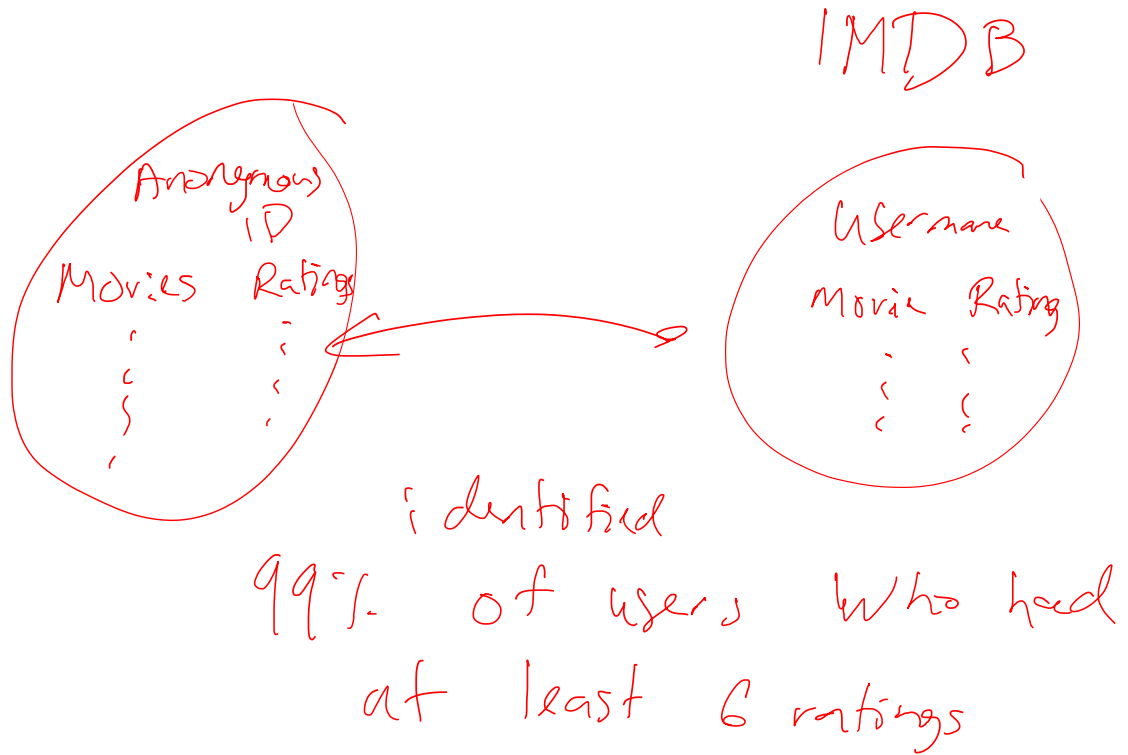 IMDB
Anonymous
ID
Movies Ratings
Username
Movie Rating
identified
99% of users who had
at least 6 ratings